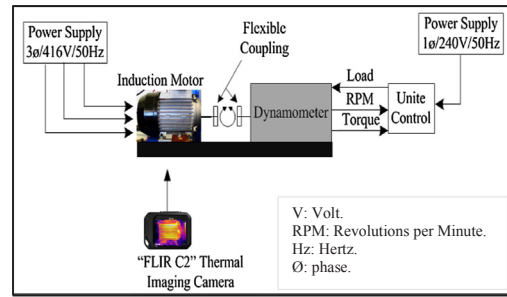 Power Supply
3ø/416V/50Hz
Flexible
Coupling
Power Supply
1ø/240V/50Hz
Induction Motor
Dynamometer
Load
RPM
Torque
Unite
Control
"FLIR C2" Thermal
Imaging Camera
V: Volt.
RPM: Revolutions per Minute.
Hz: Hertz.
Ø: phase.